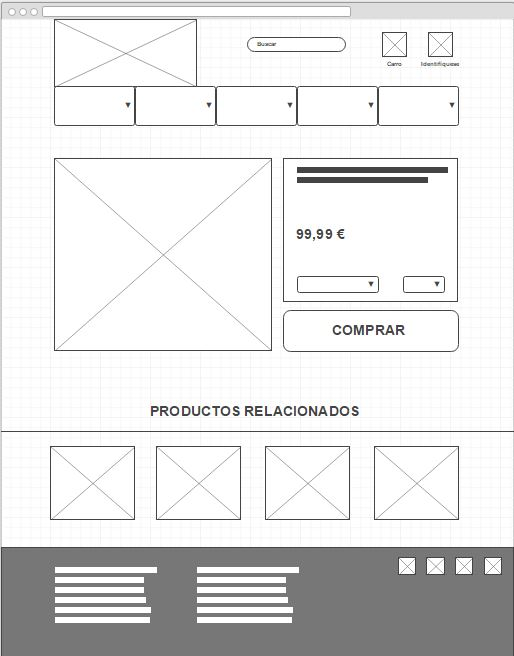 Buscar
Carro
Identifíquese
99,99 €
COMPRAR
PRODUCTOS RELACIONADOS